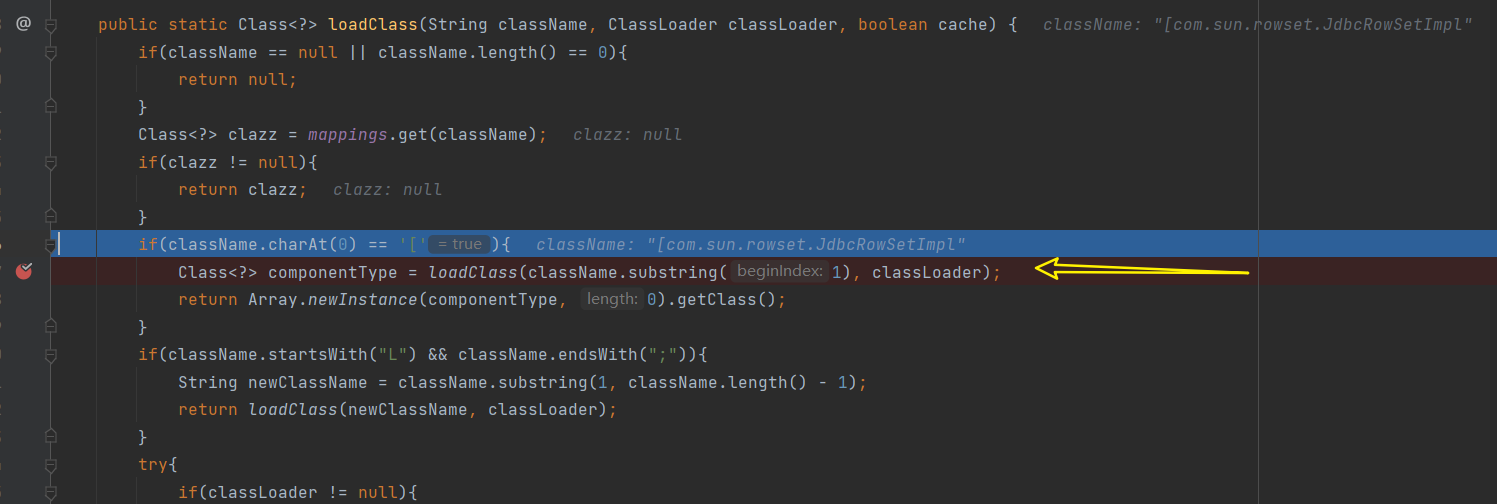 public static Class<?> loadClass(String className, ClassLoader classLoader, boolean cache) { className: "[com.sun.rowset.JdbcRowSetImpl"
if(className == null || className.length() == 0){
return null;
}
Class<?> clazz = mappings.get(className); clazz: null
if(clazz != null){
return clazz; clazz: null
}
if(className.charAt(0) == '[' = true ){ className: "[com.sun.rowset.JdbcRowSetImpl"
Class<?> componentType = loadClass(className.substring( beginIndex: 1), classLoader);
return Array.newInstance(componentType, length: 0).getClass();
}
if(className.startsWith("L") && className.endsWith(";")){
String newClassName = className.substring(1, className.length() - 1);
return loadClass(newClassName, classLoader);
}
try{
if(classLoader != null){